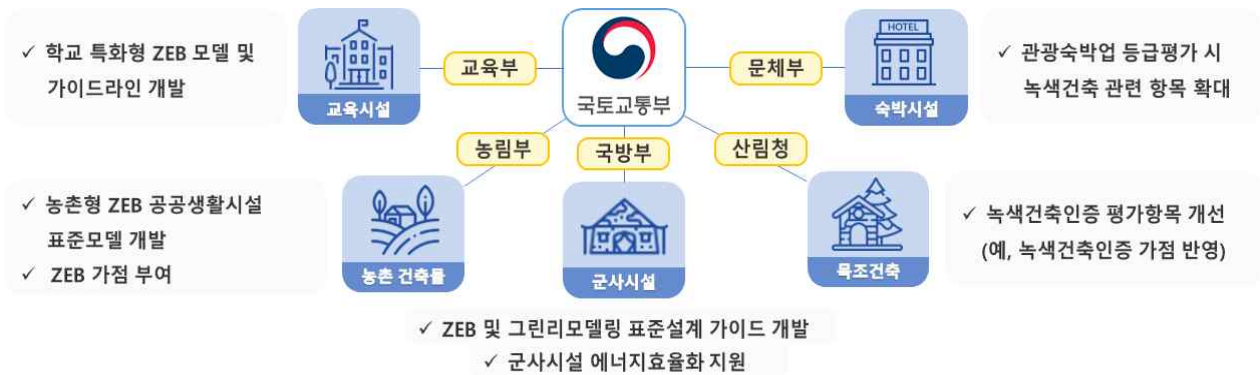 ✓ 학교 특화형 ZEB 모델 및
가이드라인 개발
교육시설
교육부
국토교통부
문체부
HOTEL
숙박시설
✓ 관광숙박업 등급평가 시
녹색건축 관련 항목 확대
농림부
국방부
산림청
✓ 농촌형 ZEB 공공생활시설
표준모델 개발
✓ ZEB 가점 부여
농촌 건축물
군사시설
목조건축
✓ 녹색건축인증 평가항목 개선
(예, 녹색건축인증 가점 반영)
✓ ZEB 및 그린리모델링 표준설계 가이드 개발
✓ 군사시설 에너지효율화 지원